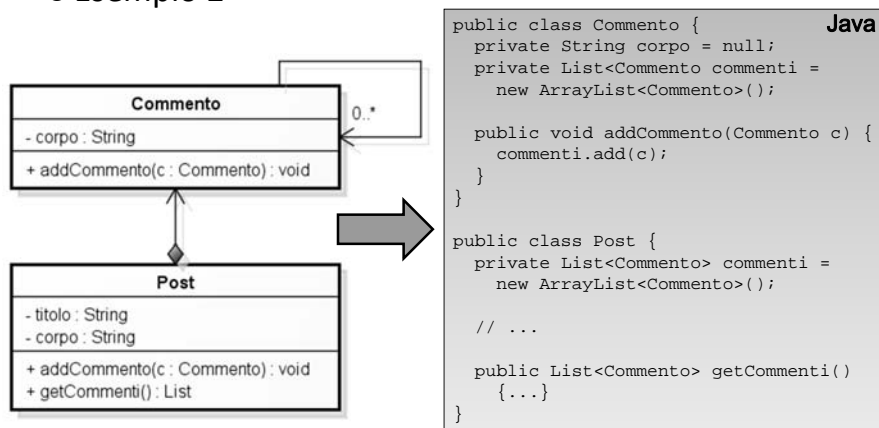 Commento
- corpo : String
+ addCommento(c : Commento) : void
0..*
Post
- titolo : String
- corpo : String
+ addCommento(c : Commento) : void
+ getCommenti() : List
Java
public class Commento {
private String corpo = null;
private List<Commento commenti =
new ArrayList<Commento>();
public void addCommento(Commento c) {
commenti.add(c);
}
}
public class Post {
private List<Commento> commenti =
new ArrayList<Commento>();
// ...
public List<Commento> getCommenti()
{...}
}